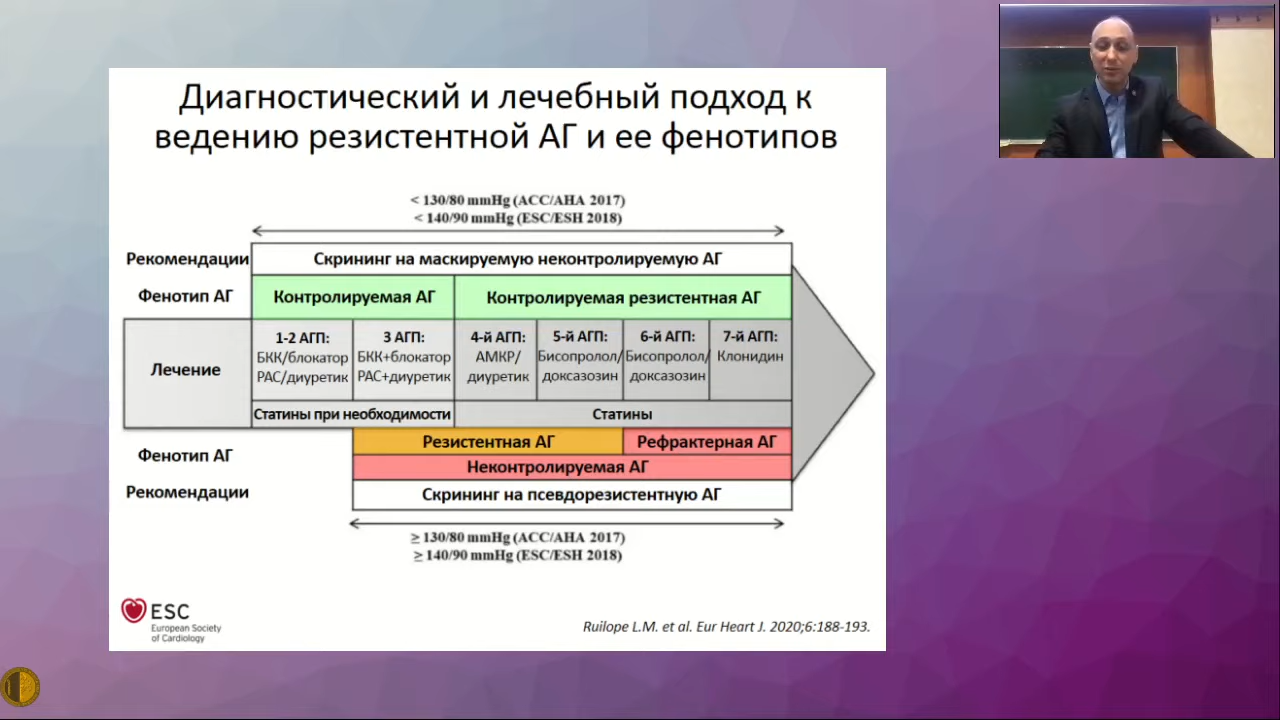 Диагностический и лечебный подход к
ведению резистентной АГ и ее фенотипов
< 130/80 mmHg (ACC/AHA 2017)
< 140/90 mmHg (ESC/ESH 2018)
Рекомендации
Скрининг на маскируемую неконтролируемую АГ
Фенотип АГ
Контролируемая АГ
Контролируемая резистентная АГ
Лечение
1-2 АГП:
БКК/блокатор
РАС/диуретик
3 АГП:
БКК+блокатор
РАС+диуретик
4-й АГП:
АМКР/
диуретик
5-й АГП:
Бисопролол/
доксазозин
6-й АГП:
Бисопролол/
доксазозин
7-й АГП:
Клонидин
Статины при необходимости
Статины
Фенотип АГ
Резистентная АГ
Рефрактерная АГ
Неконтролируемая АГ
Рекомендации
Скрининг на псевдорезистентную АГ
≥ 130/80 mmHg (ACC/AHA 2017)
≥ 140/90 mmHg (ESC/ESH 2018)
ESC
European Society
of Cardiology
Ruilope L.M. et al. Eur Heart J. 2020;6:188-193.